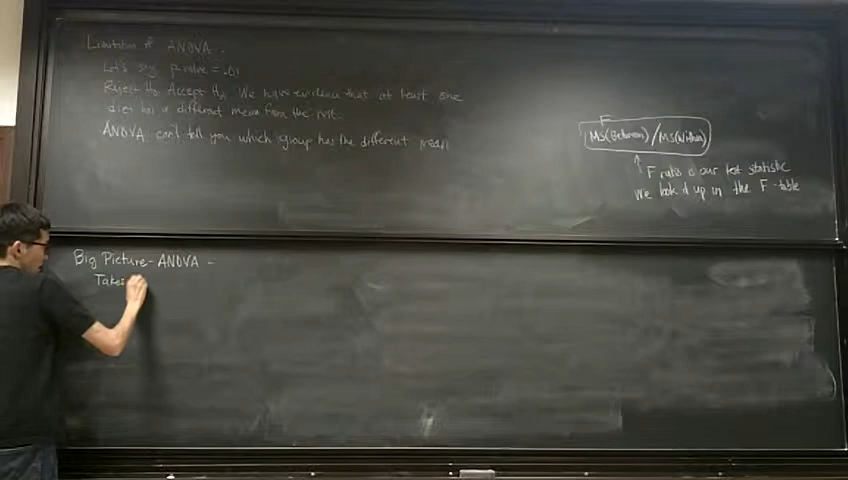 Limitation of ANOVA -
Let's say p-value = .01
Reject H0 Accept HA. We have evidence that at least one
diet has a different mean from the rest.
ANOVA can't tell you which group has the different mean
F
MS(Between)/MS(Within)
F ratio is our test statistic
We look it up in the F-table
Big Picture - ANOVA -
Takes